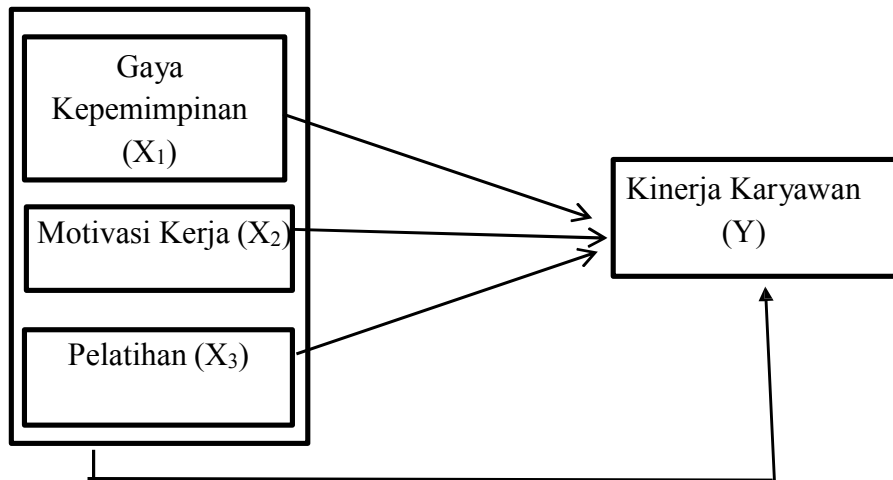 Gaya
Kepemimpinan
(X₁)
Motivasi Kerja (X₂)
Pelatihan (X₃)
Kinerja Karyawan
(Y)